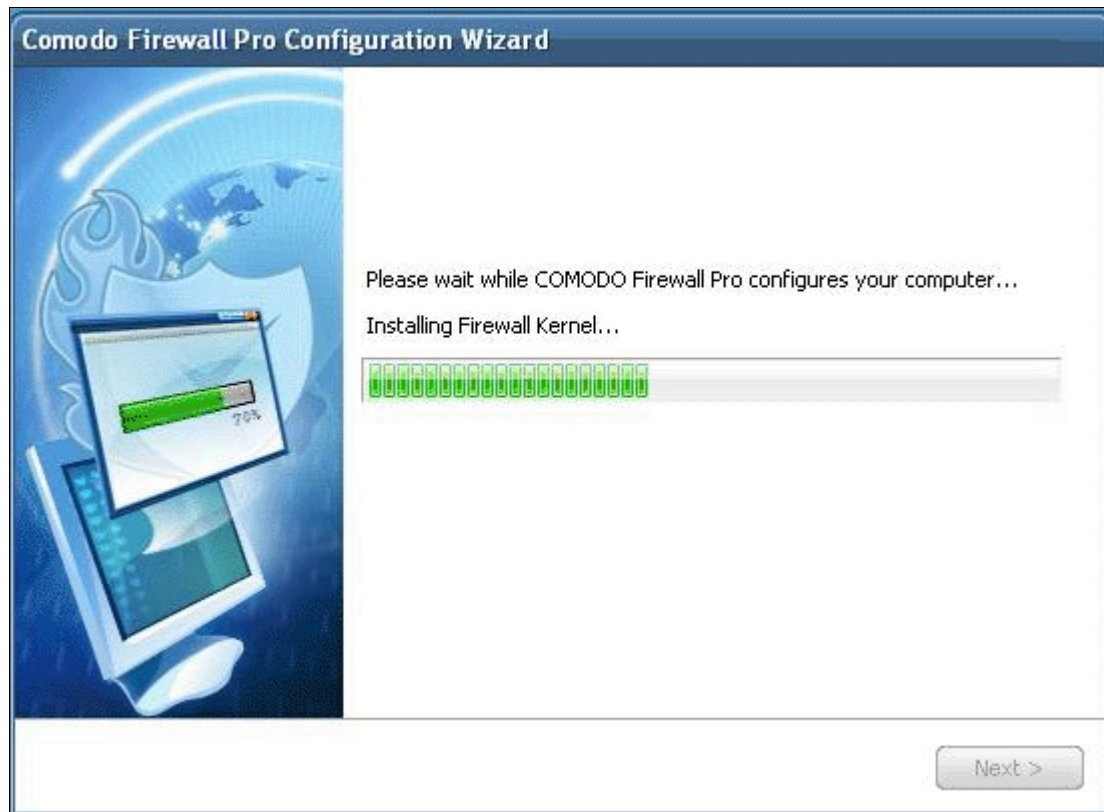 Comodo Firewall Pro Configuration Wizard
Please wait while COMODO Firewall Pro configures your computer...
Installing Firewall Kernel...
70%
Next >